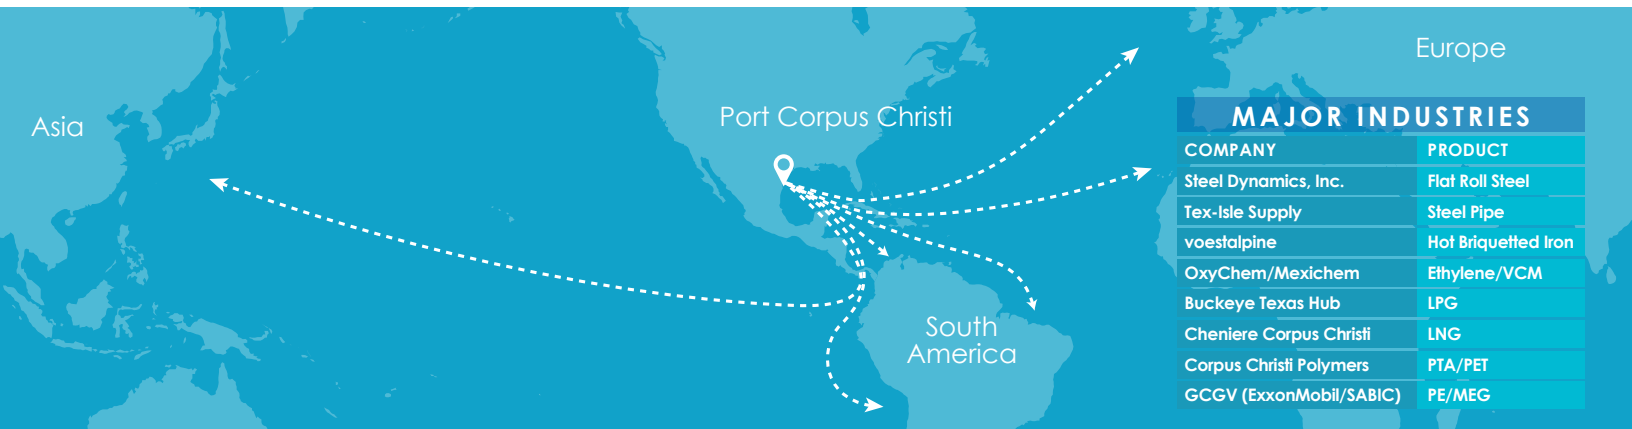 Asia
Port Corpus Christi
South
America
Europe
MAJOR INDUSTRIES
COMPANY PRODUCT
Steel Dynamics, Inc. Flat Roll Steel
Tex-Isle Supply Steel Pipe
voestalpine Hot Briquetted Iron
OxyChem/Mexichem Ethylene/VCM
Buckeye Texas Hub LPG
Cheniere Corpus Christi LNG
Corpus Christi Polymers PTA/PET
GCGV (ExxonMobil/SABIC) PE/MEG